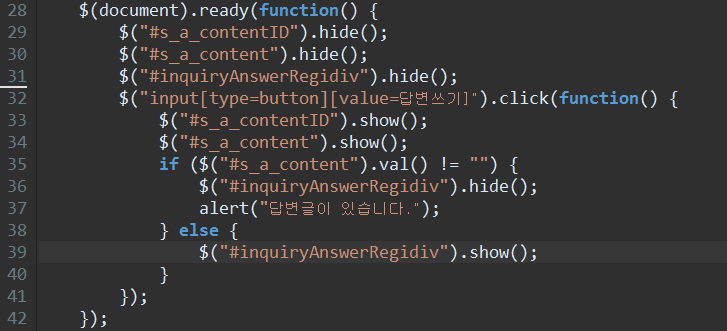 28 $(document).ready(function() {
29 $("#s_a_contentID").hide();
30 $("#s_a_content").hide();
31 $("#inquiryAnswerRegidiv").hide();
32 $("input[type=button][value=답변쓰기]").click(function() {
33 $("#s_a_contentID").show();
34 $("#s_a_content").show();
35 if ($("#s_a_content").val() != "") {
36 $("#inquiryAnswerRegidiv").hide();
37 alert("답변글이 있습니다.");
38 } else {
39 $("#inquiryAnswerRegidiv").show();
40 }
41 });
42 });